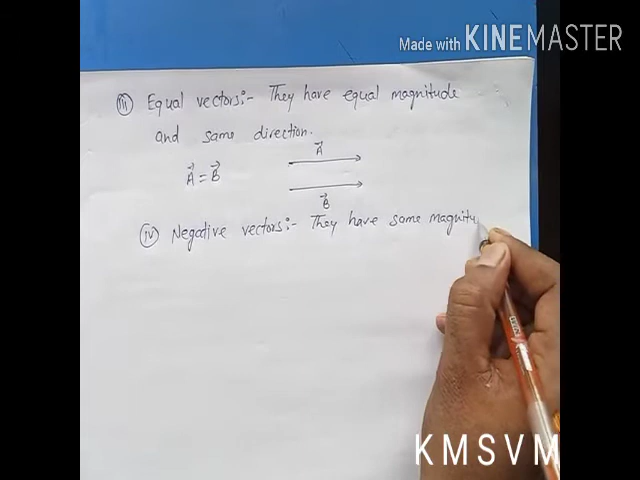 Made with KINEMASTER
(iii) Equal vectors:- They have equal magnitude
and same direction.
A⃗ = B⃗
A⃗
B⃗
(iv) Negative vectors:- They have same magnitu
KMSVM